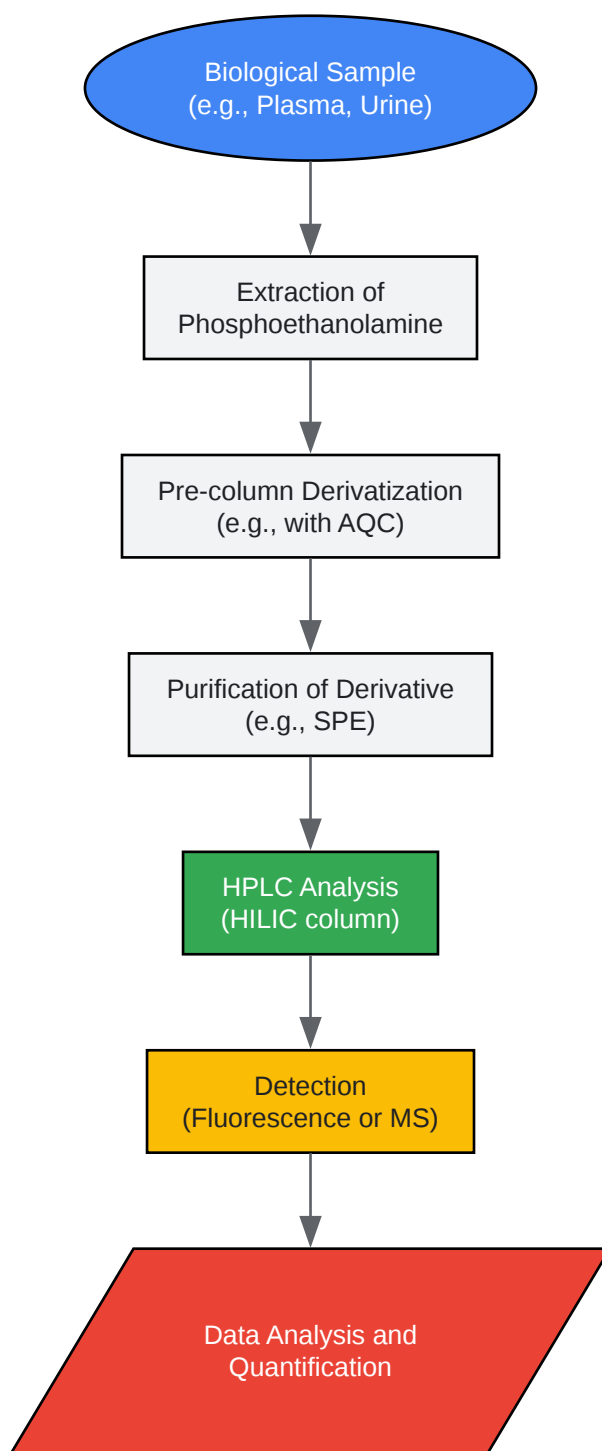 Biological Sample
(e.g., Plasma, Urine)
Extraction of
Phosphoethanolamine
Pre-column Derivatization
(e.g., with AQC)
Purification of Derivative
(e.g., SPE)
HPLC Analysis
(HILIC column)
Detection
(Fluorescence or MS)
Data Analysis and
Quantification